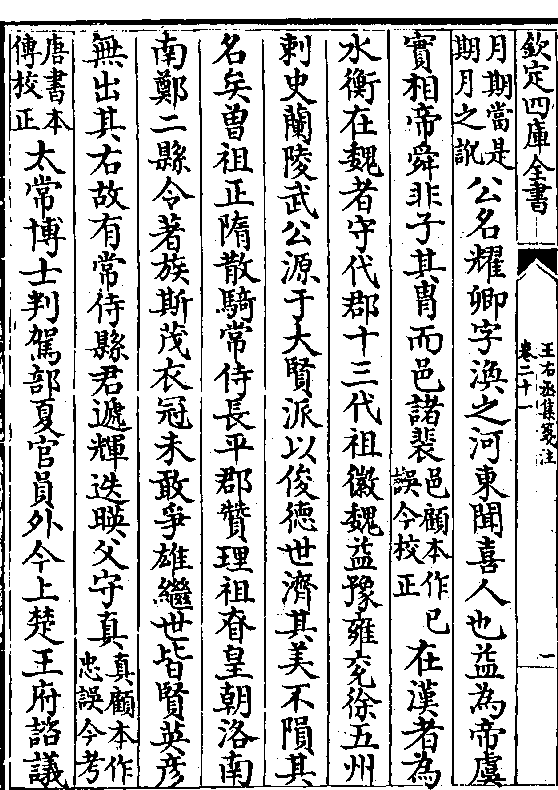 欽定四庫全書
王右丞集箋注
卷二十一
一
月期當是
期月之訛
公名耀卿字渙之河東聞喜人也益為帝虞
實相帝舜非子其胄而邑諸裴
邑顧本作
誤今校正
已
在漢者為
水衡在魏者守代郡十三代祖徽魏益豫雍兗徐五州
刺史蘭陵武公源于大賢派以俊德世濟其美不隕其
名矣曾祖正隋散騎常侍長平郡贊理祖眘皇朝洛南
南鄭二縣令著族斯茂衣冠未敢爭雄繼世皆賢英彦
無出其右故有常侍縣君遞輝迭暎父守真
真顧本作
忠誤今考
唐書本
傳校正
太常博士判駕部夏官員外今上楚王府諮議